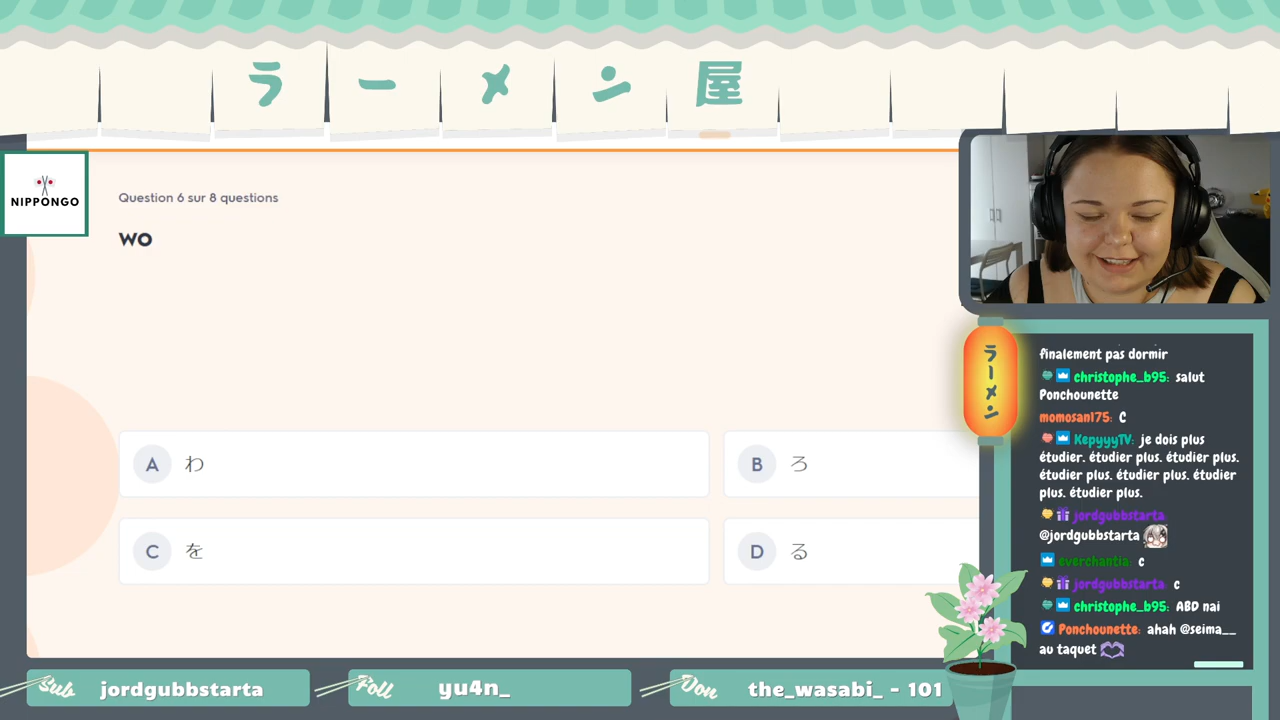 ラーメン屋
NIPPONGO
Question 6 sur 8 questions
wo
A わ
B ろ
C を
D る
ラーメン
finalement pas dormir
christophe_b95: salut
Ponchounette
momosan175: C
KepyyyTV: je dois plus
étudier. étudier plus. étudier plus.
étudier plus. étudier plus. étudier
plus. étudier plus.
jordgubbstarta:
@jordgubbstarta
everchantia: c
jordgubbstarta: c
christophe_b95: ABD nai
Ponchounette: ahah @seima__
au taquet
Sub jordgubbstarta
Foll yu4n_
Don the_wasabi_ - 101